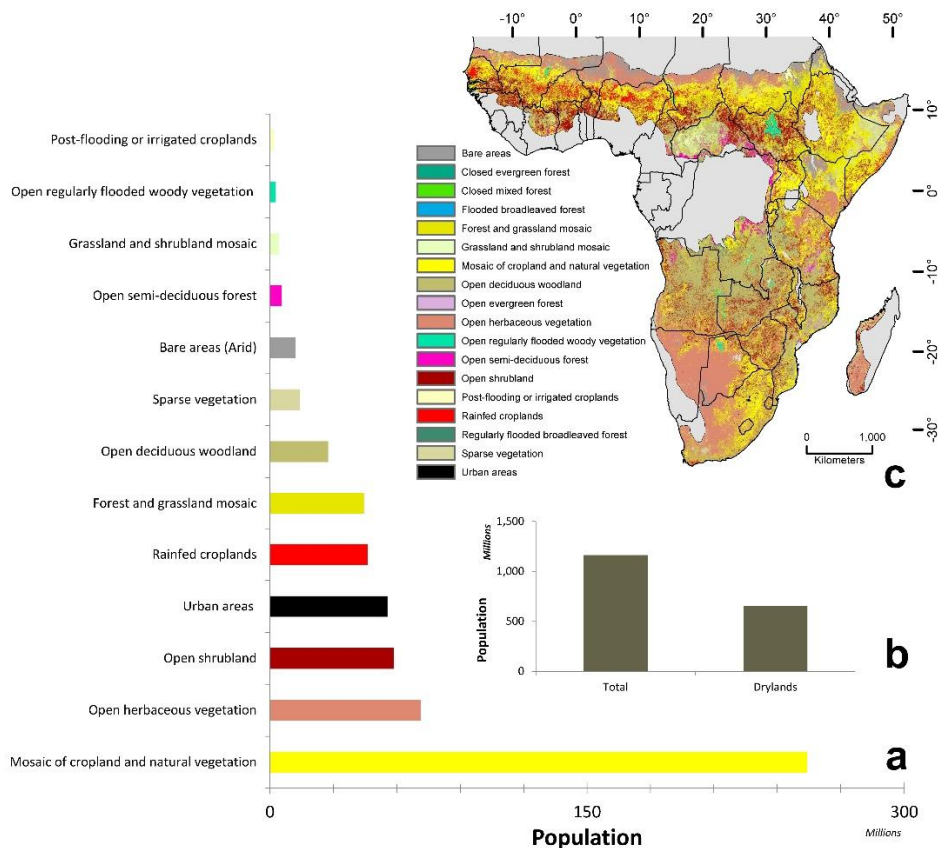 -10° 0° 10° 20° 30° 40° 50°
10°
0°
-10°
-20°
-30°
0 1,000
Kilometers
c
Bare areas
Closed evergreen forest
Closed mixed forest
Flooded broadleaved forest
Forest and grassland mosaic
Grassland and shrubland mosaic
Mosaic of cropland and natural vegetation
Open deciduous woodland
Open evergreen forest
Open herbaceous vegetation
Open regularly flooded woody vegetation
Open semi-deciduous forest
Open shrubland
Post-flooding or irrigated croplands
Rainfed croplands
Regularly flooded broadleaved forest
Sparse vegetation
Urban areas
Post-flooding or irrigated croplands
Open regularly flooded woody vegetation
Grassland and shrubland mosaic
Open semi-deciduous forest
Bare areas (Arid)
Sparse vegetation
Open deciduous woodland
Forest and grassland mosaic
Rainfed croplands
Urban areas
Open shrubland
Open herbaceous vegetation
Mosaic of cropland and natural vegetation
0 150 300
Population
Millions
a
Millions
Population
1,500
1,000
500
0
Total Drylands
b